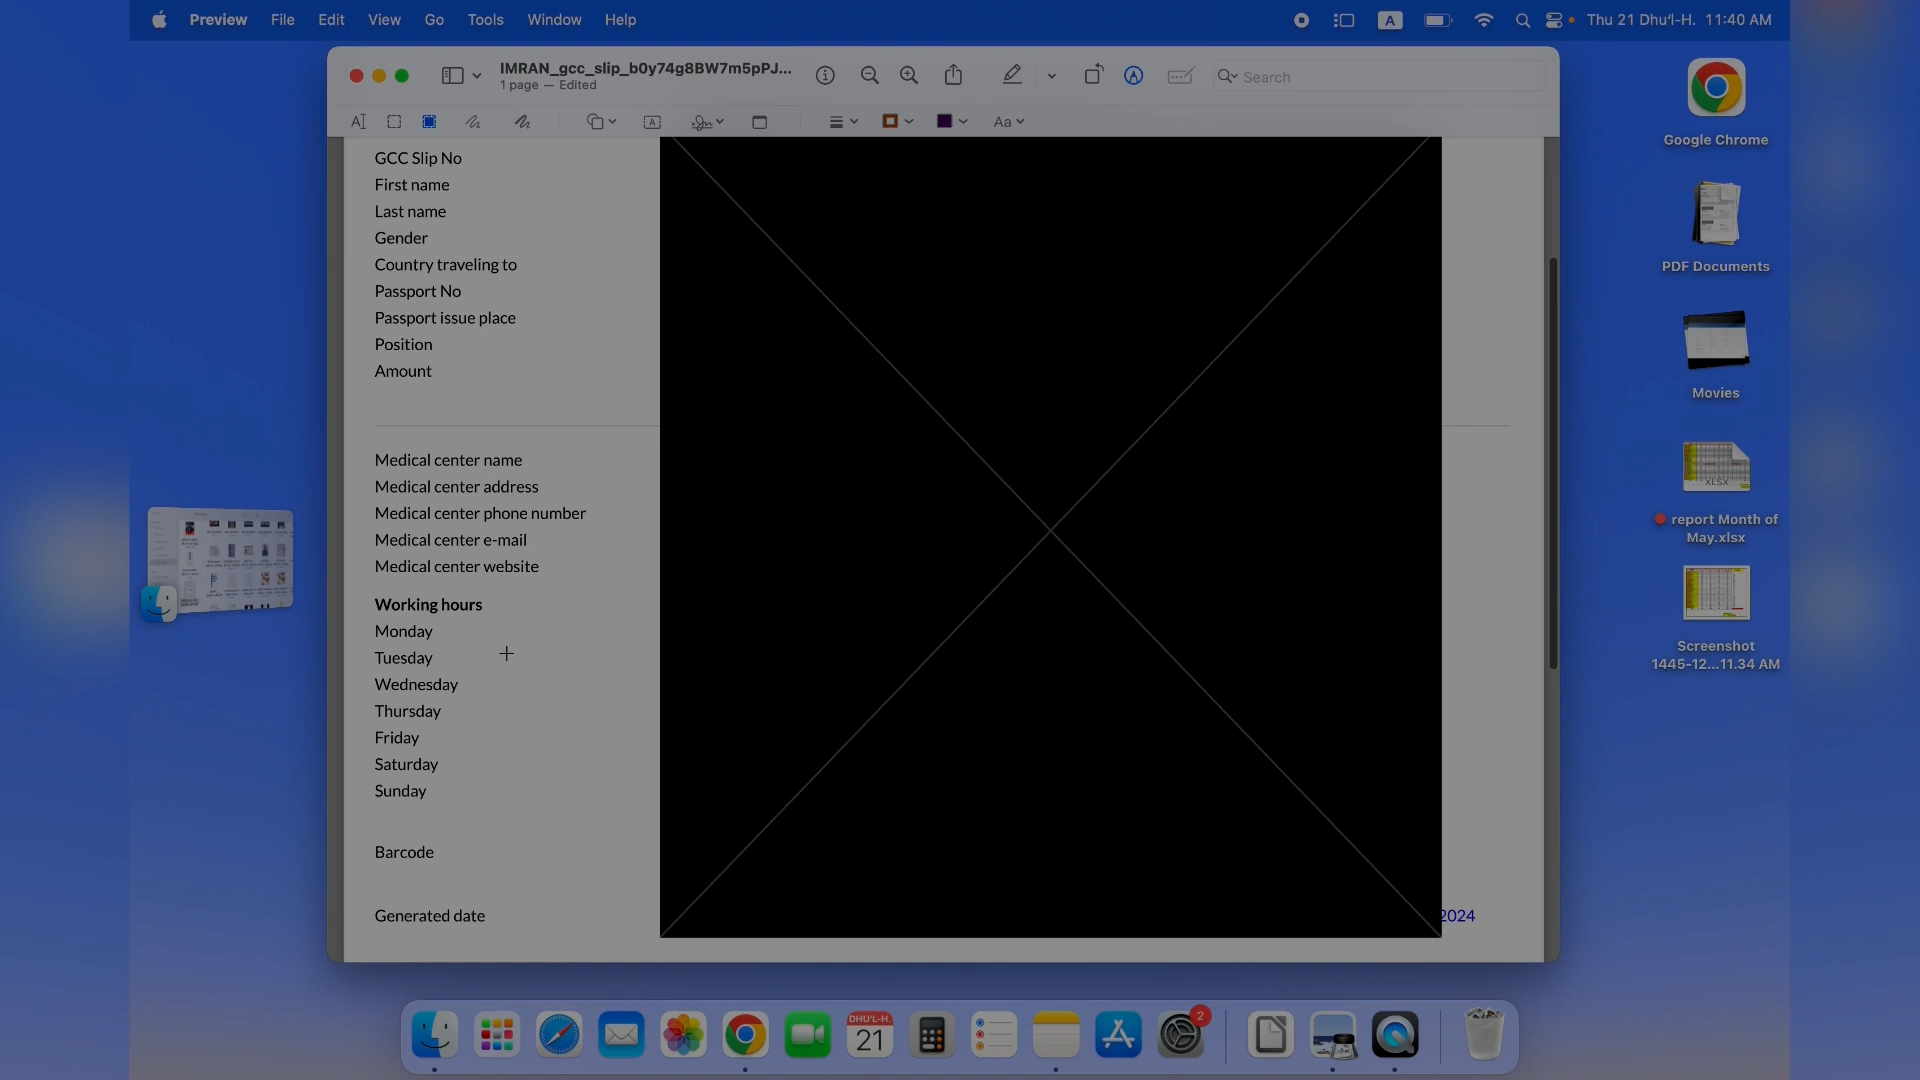 Preview File Edit View Go Tools Window Help
A
Thu 21 Dhuʻl-H. 11:40 AM
IMRAN_gcc_slip_b0y74g8BW7m5pPJ...
1 page — Edited
Search
A
A
Aa
GCC Slip No
First name
Last name
Gender
Country traveling to
Passport No
Passport issue place
Position
Amount
Medical center name
Medical center address
Medical center phone number
Medical center e-mail
Medical center website
Working hours
Monday
Tuesday
Wednesday
Thursday
Friday
Saturday
Sunday
Barcode
Generated date
2024
Google Chrome
PDF Documents
Movies
XLSX
report Month of
May.xlsx
Screenshot
1445-12...11.34 AM
DHUʻL-H.
21
2